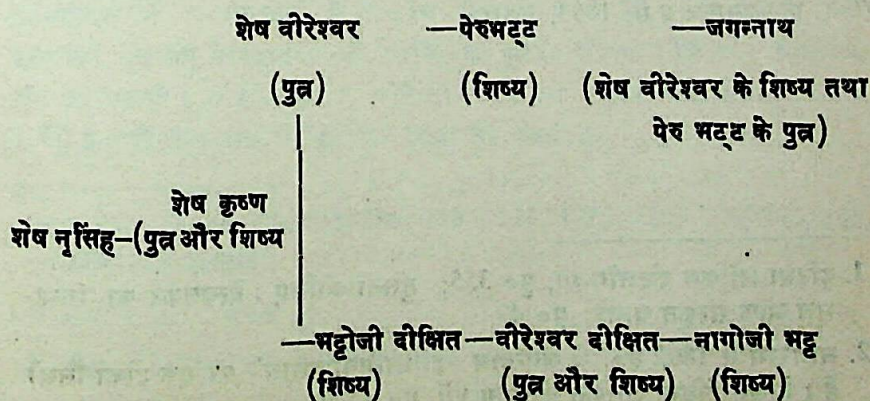 शेष वीरेश्वर —पेरुभट्ट —जगन्नाथ
(पुत्र) (शिष्य) (शेष वीरेश्वर के शिष्य तथा
पेरु भट्ट के पुत्र)
शेष कृष्ण
शेष नृसिंह—(पुत्र और शिष्य
—भट्टोजी दीक्षित—वीरेश्वर दीक्षित—नागोजी भट्ट
(शिष्य) (पुत्र और शिष्य) (शिष्य)